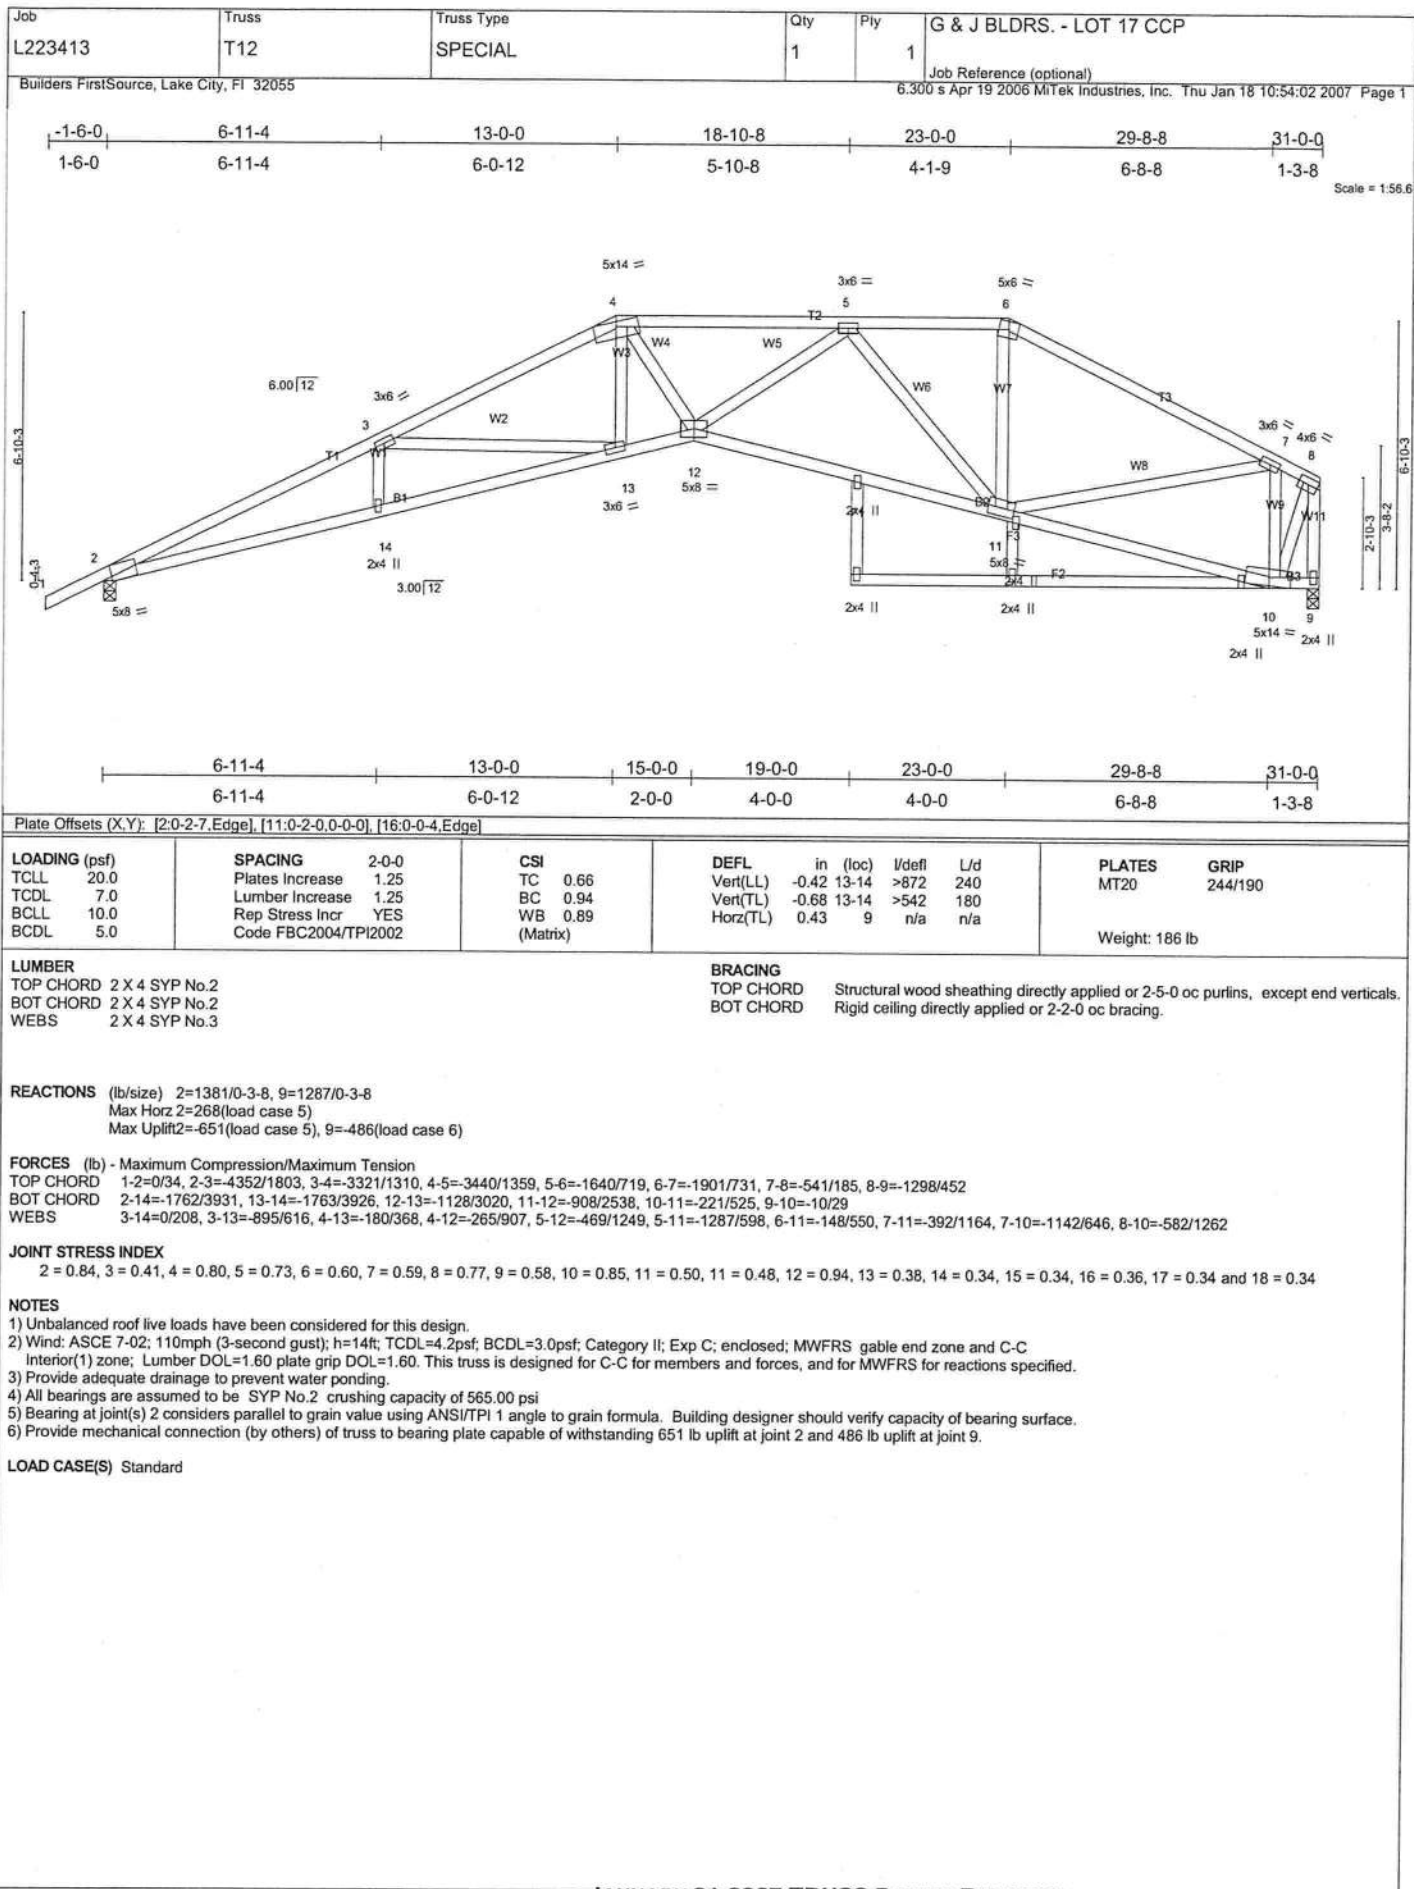 Job
Truss
Truss Type
Qty
Ply
G & J BLDRS. - LOT 17 CCP
L223413
T12
SPECIAL
1
1
Job Reference (optional)
Builders FirstSource, Lake City, Fl 32055
6.300 s Apr 19 2006 MiTek Industries, Inc. Thu Jan 18 10:54:02 2007 Page 1
-1-6-0 6-11-4 13-0-0 18-10-8 23-0-0 29-8-8 31-0-0
1-6-0 6-11-4 6-0-12 5-10-8 4-1-9 6-8-8 1-3-8
Scale = 1:56.6
5x14 =
3x6 =
5x6 =
4
5
6
T2
W3
W4
W5
6.00 12
W6
W7
3x6 =
T3
3
W2
3x6 =
7 4x6 =
8
6-10-3
T1
W1
W8
6-10-3
12
5x8 =
13
3x6 =
B1
2x4 ||
B2
W9
W11
3-8-2
2-10-3
F3
14
2x4 ||
11
5x8 =
2
0-4-3
1
2x4 ||
F2
B3
3.00 12
5x8 =
2x4 ||
2x4 ||
10
5x14 =
9
2x4 ||
2x4 ||
6-11-4 13-0-0 15-0-0 19-0-0 23-0-0 29-8-8 31-0-0
6-11-4 6-0-12 2-0-0 4-0-0 4-0-0 6-8-8 1-3-8
Plate Offsets (X,Y): [2:0-2-7,Edge], [11:0-2-0,0-0-0], [16:0-0-4,Edge]
LOADING (psf)
TCLL 20.0
TCDL 7.0
BCLL 10.0
BCDL 5.0
SPACING 2-0-0
Plates Increase 1.25
Lumber Increase 1.25
Rep Stress Incr YES
Code FBC2004/TPI2002
CSI
TC 0.66
BC 0.94
WB 0.89
(Matrix)
DEFL in (loc) l/defl L/d
Vert(LL) -0.42 13-14 >872 240
Vert(TL) -0.68 13-14 >542 180
Horz(TL) 0.43 9 n/a n/a
PLATES GRIP
MT20 244/190
Weight: 186 lb
LUMBER
TOP CHORD 2 X 4 SYP No.2
BOT CHORD 2 X 4 SYP No.2
WEBS 2 X 4 SYP No.3
BRACING
TOP CHORD Structural wood sheathing directly applied or 2-5-0 oc purlins, except end verticals.
BOT CHORD Rigid ceiling directly applied or 2-2-0 oc bracing.
REACTIONS (lb/size) 2=1381/0-3-8, 9=1287/0-3-8
Max Horz 2=268(load case 5)
Max Uplift2=-651(load case 5), 9=-486(load case 6)
FORCES (lb) - Maximum Compression/Maximum Tension
TOP CHORD 1-2=0/34, 2-3=-4352/1803, 3-4=-3321/1310, 4-5=-3440/1359, 5-6=-1640/719, 6-7=-1901/731, 7-8=-541/185, 8-9=-1298/452
BOT CHORD 2-14=-1762/3931, 13-14=-1763/3926, 12-13=-1128/3020, 11-12=-908/2538, 10-11=-221/525, 9-10=-10/29
WEBS 3-14=0/208, 3-13=-895/616, 4-13=-180/368, 4-12=-265/907, 5-12=-469/1249, 5-11=-1287/598, 6-11=-148/550, 7-11=-392/1164, 7-10=-1142/646, 8-10=-582/1262
JOINT STRESS INDEX
2 = 0.84, 3 = 0.41, 4 = 0.80, 5 = 0.73, 6 = 0.60, 7 = 0.59, 8 = 0.77, 9 = 0.58, 10 = 0.85, 11 = 0.50, 11 = 0.48, 12 = 0.94, 13 = 0.38, 14 = 0.34, 15 = 0.34, 16 = 0.36, 17 = 0.34 and 18 = 0.34
NOTES
1) Unbalanced roof live loads have been considered for this design.
2) Wind: ASCE 7-02; 110mph (3-second gust); h=14ft; TCDL=4.2psf; BCDL=3.0psf; Category II; Exp C; enclosed; MWFRS gable end zone and C-C
Interior(1) zone; Lumber DOL=1.60 plate grip DOL=1.60. This truss is designed for C-C for members and forces, and for MWFRS for reactions specified.
3) Provide adequate drainage to prevent water ponding.
4) All bearings are assumed to be SYP No.2 crushing capacity of 565.00 psi
5) Bearing at joint(s) 2 considers parallel to grain value using ANSI/TPI 1 angle to grain formula. Building designer should verify capacity of bearing surface.
6) Provide mechanical connection (by others) of truss to bearing plate capable of withstanding 651 lb uplift at joint 2 and 486 lb uplift at joint 9.
LOAD CASE(S) Standard